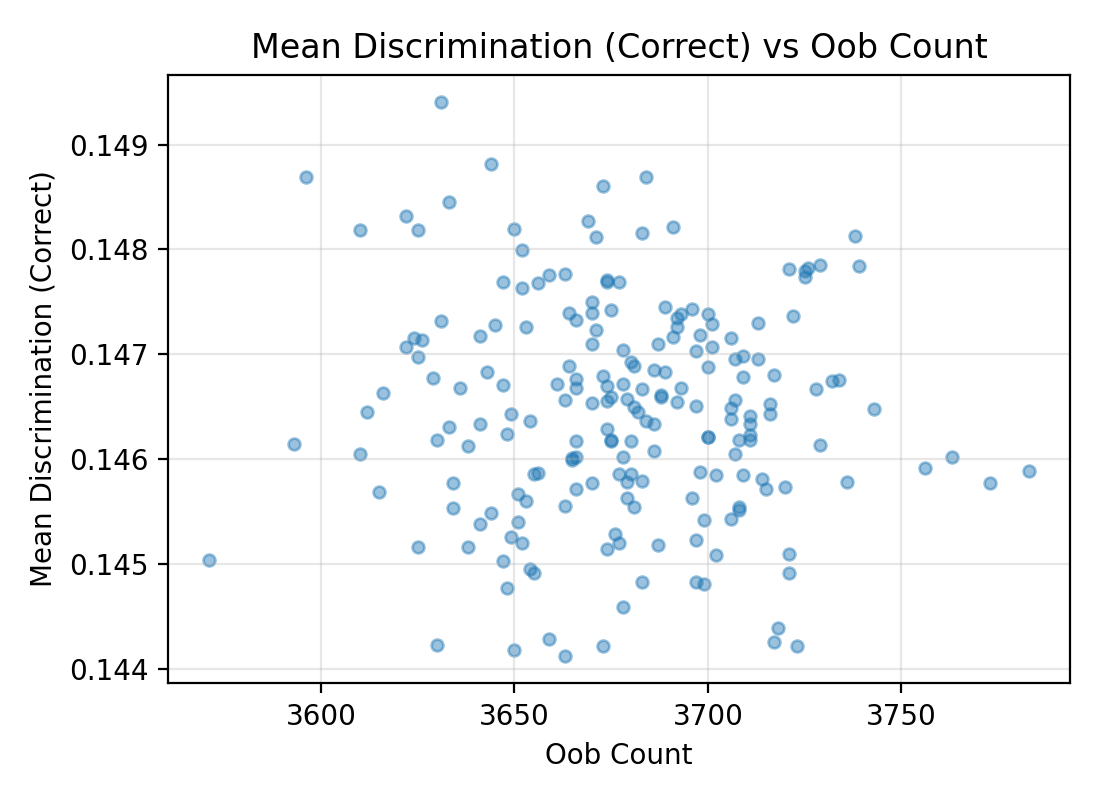 Mean Discrimination (Correct) vs Oob Count
Mean Discrimination (Correct)
0.149
0.148
0.147
0.146
0.145
0.144
3600 3650 3700 3750
Oob Count